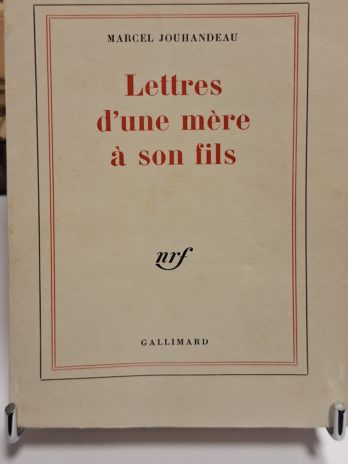 MARCEL JOUHANDEAU
Lettres
d'une mère
à son fils
nrf
GALLIMARD